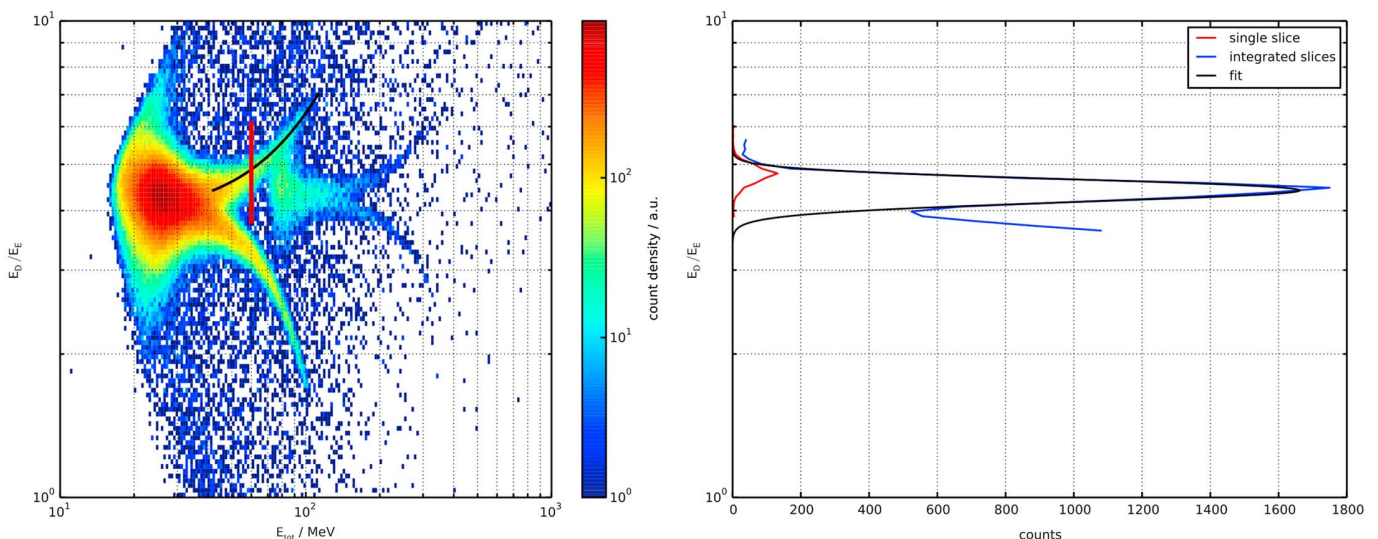 10¹
E_D/E_E
10⁰
10¹
10²
10³
E_tot / MeV
10²
10¹
10⁰
count density / a.u.
10¹
E_D/E_E
10⁰
0
200
400
600
800
1000
1200
1400
1600
1800
counts
single slice
integrated slices
fit